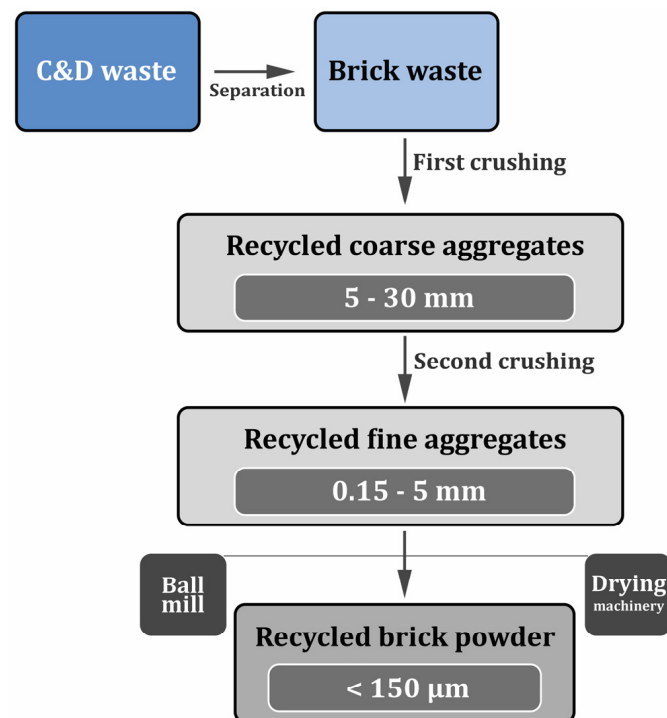 C&D waste
Separation
Brick waste
First crushing
Recycled coarse aggregates
5 - 30 mm
Second crushing
Recycled fine aggregates
0.15 - 5 mm
Ball
mill
Drying
machinery
Recycled brick powder
< 150 μm